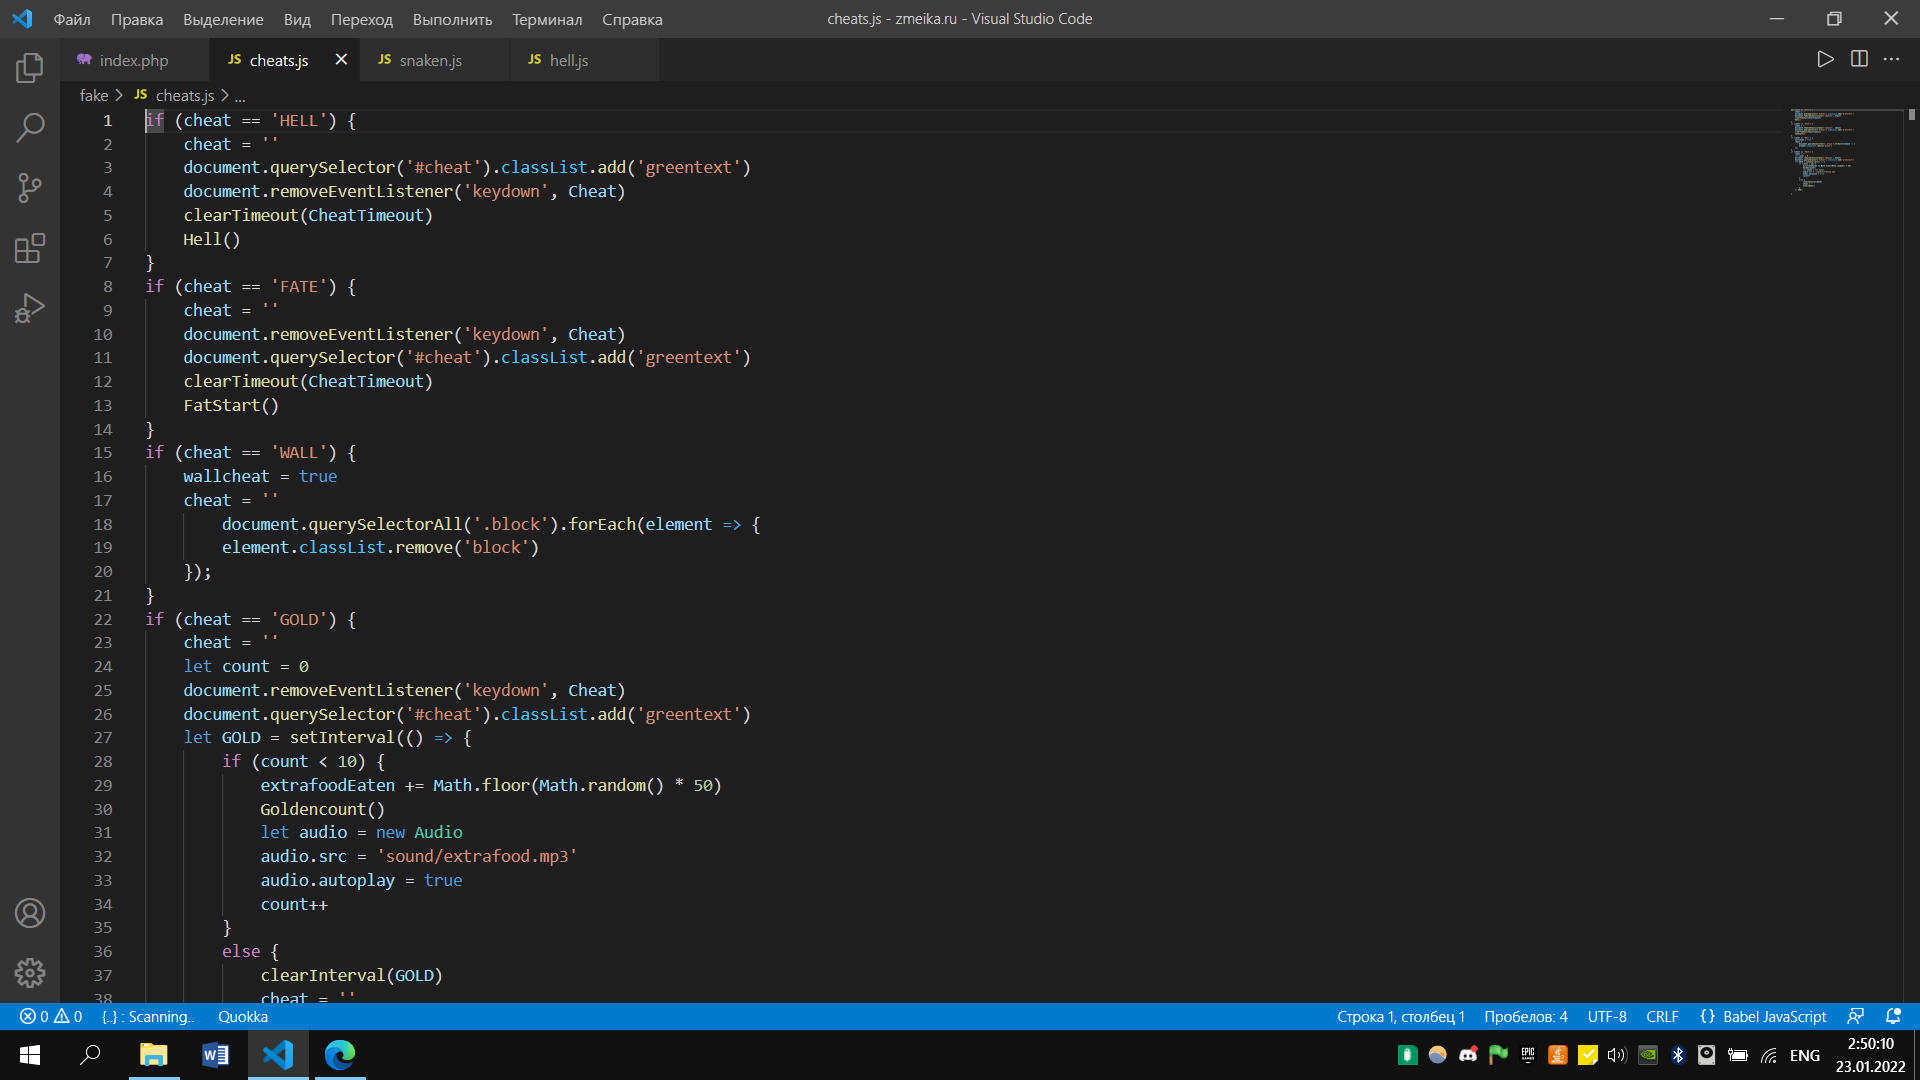 Файл Правка Выделение Вид Переход Выполнить Терминал Справка cheats.js - zmeika.ru - Visual Studio Code
index.php JS cheats.js JS snaken.js JS hell.js
fake > JS cheats.js > ...
1 if (cheat == 'HELL') {
2 cheat = ''
3 document.querySelector('#cheat').classList.add('greentext')
4 document.removeEventListener('keydown', Cheat)
5 clearTimeout(CheatTimeout)
6 Hell()
7 }
8 if (cheat == 'FATE') {
9 cheat = ''
10 document.removeEventListener('keydown', Cheat)
11 document.querySelector('#cheat').classList.add('greentext')
12 clearTimeout(CheatTimeout)
13 FatStart()
14 }
15 if (cheat == 'WALL') {
16 wallcheat = true
17 cheat = ''
18 document.querySelectorAll('.block').forEach(element => {
19 element.classList.remove('block')
20 });
21 }
22 if (cheat == 'GOLD') {
23 cheat = ''
24 let count = 0
25 document.removeEventListener('keydown', Cheat)
26 document.querySelector('#cheat').classList.add('greentext')
27 let GOLD = setInterval(() => {
28 if (count < 10) {
29 extrafoodEaten += Math.floor(Math.random() * 50)
30 Goldencount()
31 let audio = new Audio
32 audio.src = 'sound/extrafood.mp3'
33 audio.autoplay = true
34 count++
35 }
36 else {
37 clearInterval(GOLD)
38 cheat = ''
0 0 {..} : Scanning.. Quokka Строка 1, столбец 1 Пробелов: 4 UTF-8 CRLF {} Babel JavaScript
EPIC GAMES ENG 2:50:10
23.01.2022